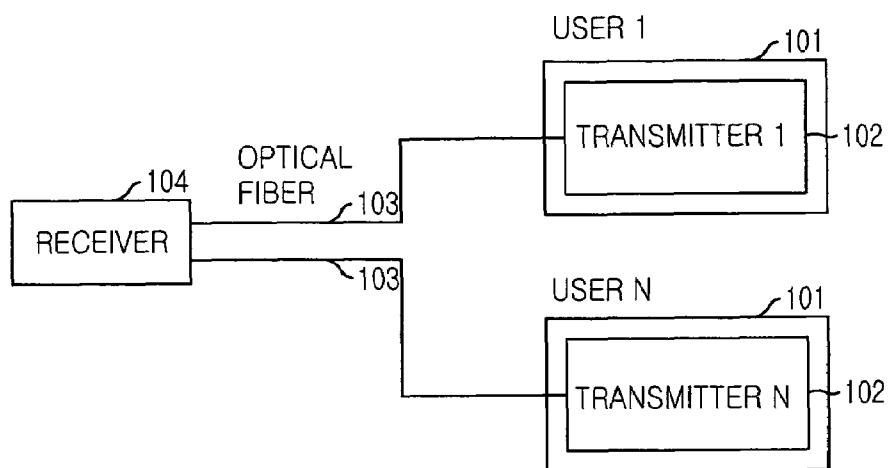 USER 1
101
TRANSMITTER 1
102
OPTICAL
FIBER
104
103
RECEIVER
103
USER N
101
TRANSMITTER N
102